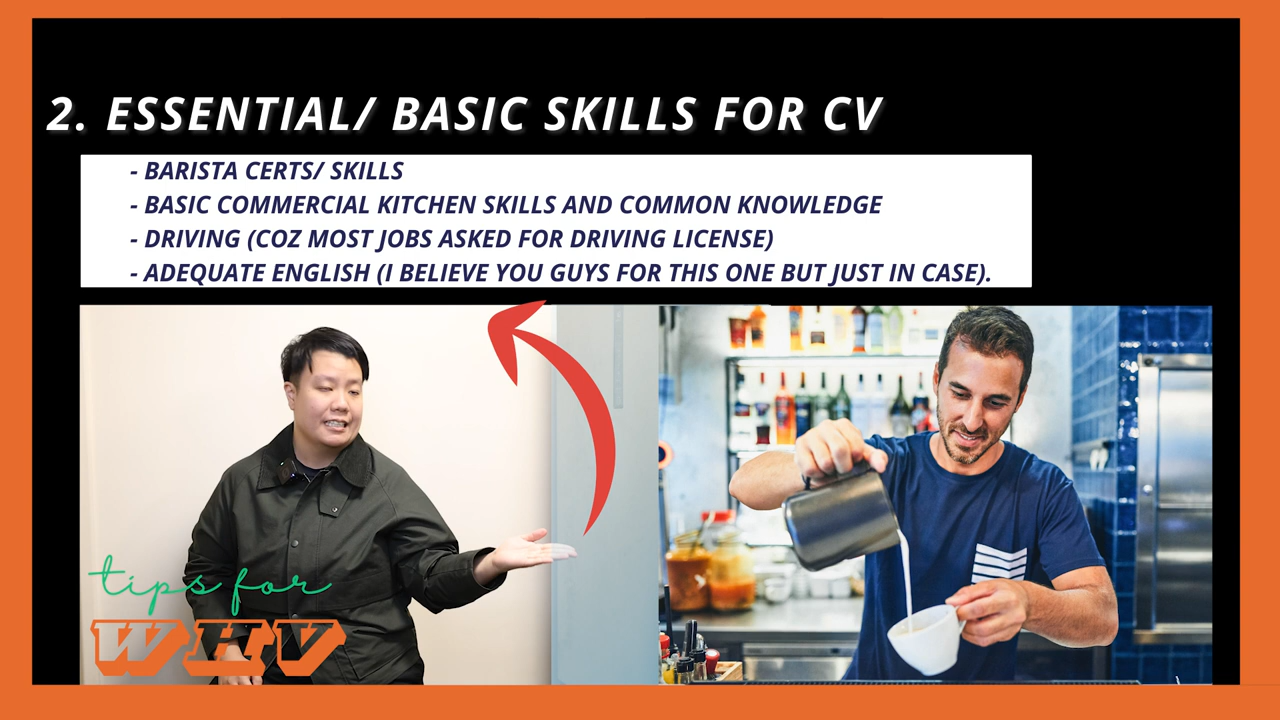 2. ESSENTIAL/ BASIC SKILLS FOR CV
- BARISTA CERTS/ SKILLS
- BASIC COMMERCIAL KITCHEN SKILLS AND COMMON KNOWLEDGE
- DRIVING (COZ MOST JOBS ASKED FOR DRIVING LICENSE)
- ADEQUATE ENGLISH (I BELIEVE YOU GUYS FOR THIS ONE BUT JUST IN CASE).
tips for
WHV